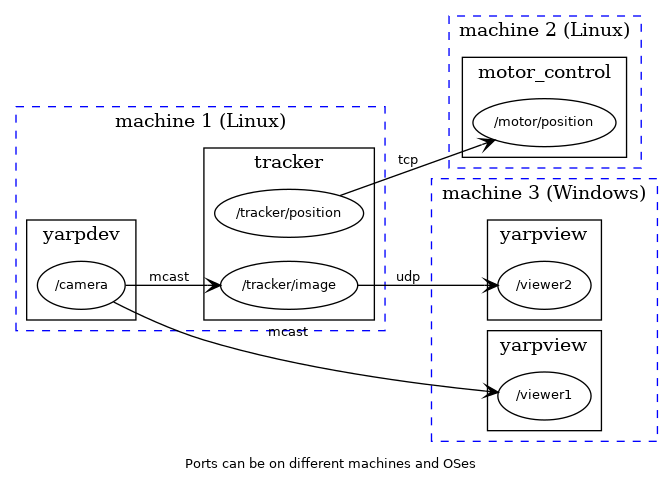 machine 2 (Linux)
motor_control
/motor/position
machine 1 (Linux)
tracker
tcp
/tracker/position
machine 3 (Windows)
yarpdev
yarpview
/camera
mcast
/tracker/image
udp
/viewer2
mcast
yarpview
/viewer1
Ports can be on different machines and OSes